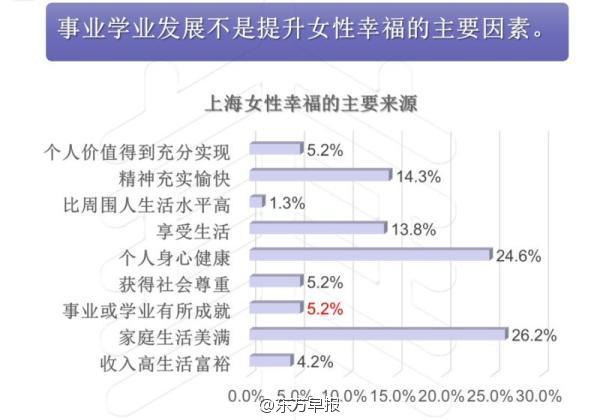 事业学业发展不是提升女性幸福的主要因素。
上海女性幸福的主要来源
个人价值得到充分实现 5.2%
精神充实愉快 14.3%
比周围人生活水平高 1.3%
享受生活 13.8%
个人身心健康 24.6%
获得社会尊重 5.2%
事业或学业有所成就 5.2%
家庭生活美满 26.2%
收入高生活富裕 4.2%
0.0% 5.0% 10.0% 15.0% 20.0% 25.0% 30.0%
@东方早报